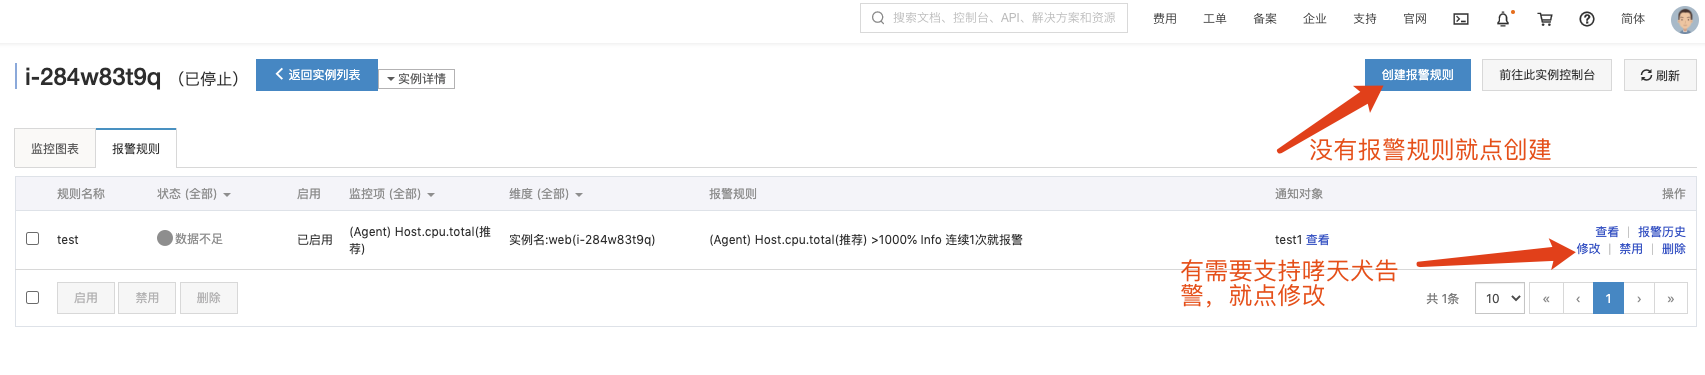 搜索文档、控制台、API、解决方案和资源
费用 工单 备案 企业 支持 官网 简体
i-284w83t9q （已停止） 返回实例列表 实例详情 创建报警规则 前往此实例控制台 刷新
没有报警规则就点创建
监控图表 报警规则
规则名称 状态 (全部) 启用 监控项 (全部) 维度 (全部) 报警规则 通知对象 操作
test 数据不足 已启用 (Agent) Host.cpu.total(推
荐) 实例名:web(i-284w83t9q) (Agent) Host.cpu.total(推荐) >1000% Info 连续1次就报警 test1 查看 查看 | 报警历史
修改 | 禁用 | 删除
有需要支持哮天犬告
警，就点修改
启用 禁用 删除 共 1条 10 « ‹ 1 › »